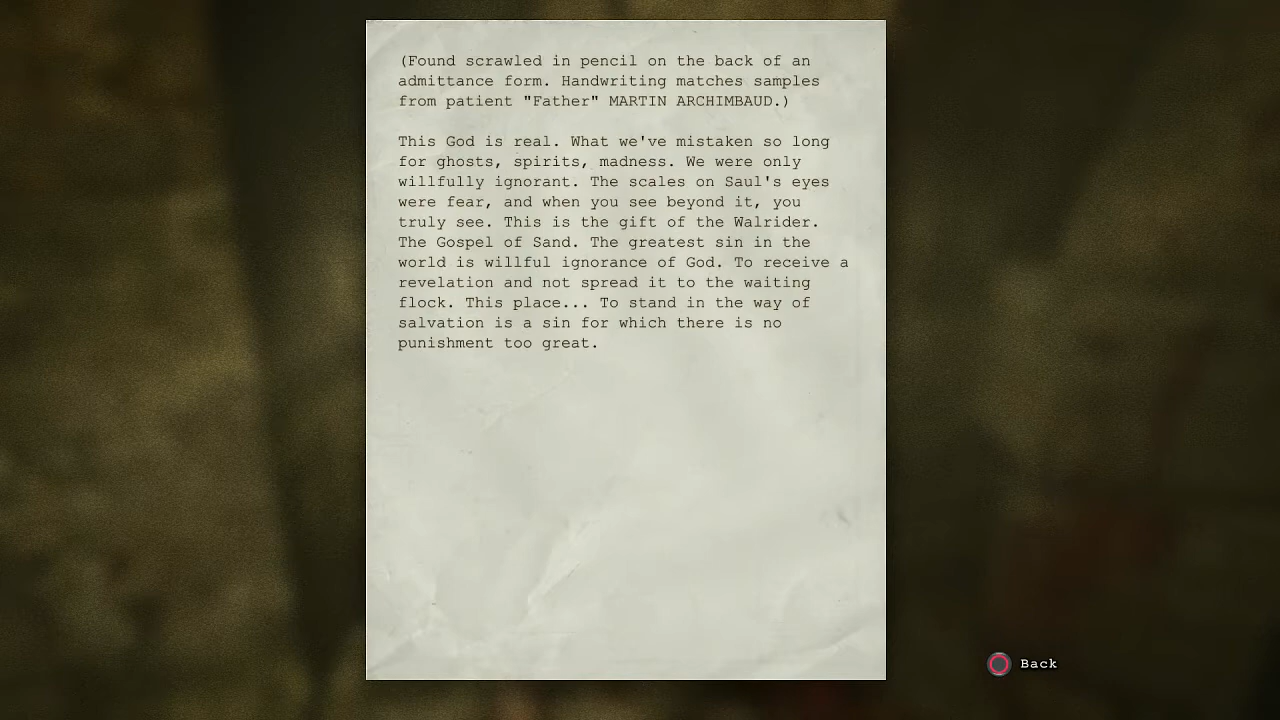 (Found scrawled in pencil on the back of an
admittance form. Handwriting matches samples
from patient "Father" MARTIN ARCHIMBAUD.)
This God is real. What we've mistaken so long
for ghosts, spirits, madness. We were only
willfully ignorant. The scales on Saul's eyes
were fear, and when you see beyond it, you
truly see. This is the gift of the Walrider.
The Gospel of Sand. The greatest sin in the
world is willful ignorance of God. To receive a
revelation and not spread it to the waiting
flock. This place... To stand in the way of
salvation is a sin for which there is no
punishment too great.
Back